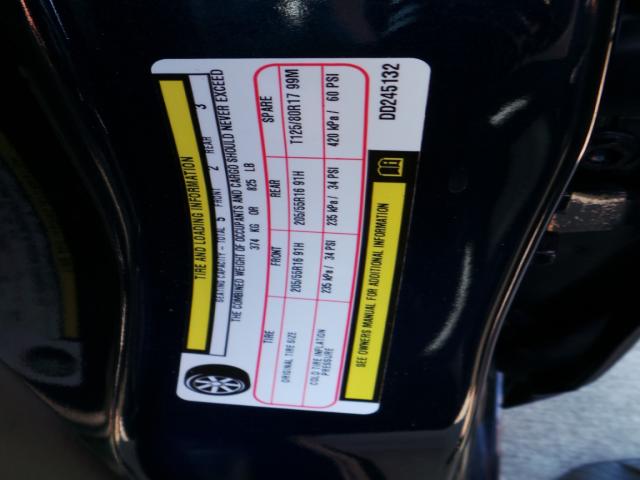 TIRE AND LOADING INFORMATION
SEATING CAPACITY - TOTAL 5 FRONT 2 REAR 3
THE COMBINED WEIGHT OF OCCUPANTS AND CARGO SHOULD NEVER EXCEED
374 KG OR 825 LB
TIRE FRONT REAR SPARE
ORIGINAL TIRE SIZE 205/55R16 91H 205/55R16 91H T125/80R17 99M
COLD TIRE INFLATION PRESSURE 235 kPa / 34 PSI 235 kPa / 34 PSI 420 kPa / 60 PSI
SEE OWNERS MANUAL FOR ADDITIONAL INFORMATION
DD245132